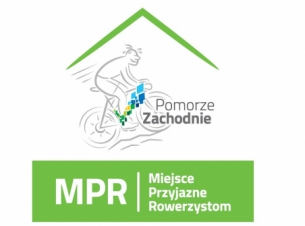 Pomorze
Zachodnie
MPR
Miejsce
Przyjazne
Rowerzystom